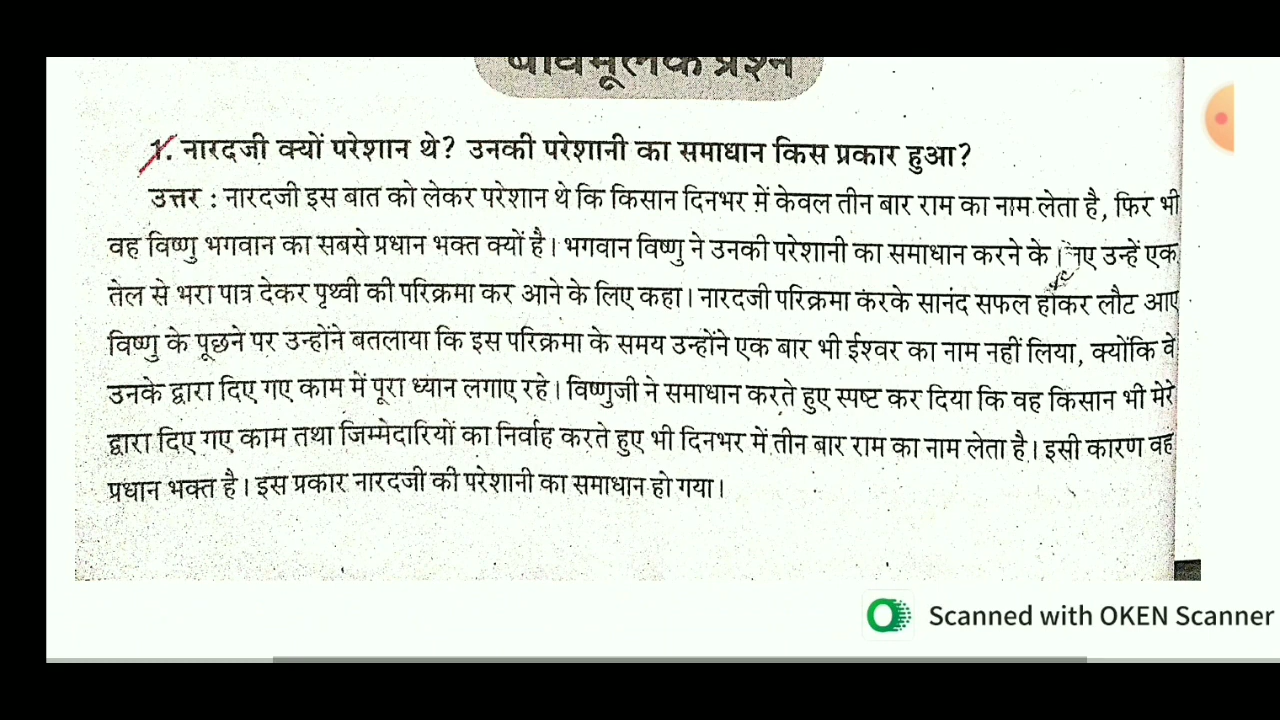 बोधमूलक प्रश्न
1. नारदजी क्यों परेशान थे? उनकी परेशानी का समाधान किस प्रकार हुआ?
उत्तर : नारदजी इस बात को लेकर परेशान थे कि किसान दिनभर में केवल तीन बार राम का नाम लेता है, फिर भी
वह विष्णु भगवान का सबसे प्रधान भक्त क्यों है। भगवान विष्णु ने उनकी परेशानी का समाधान करने के लिए उन्हें एक
तेल से भरा पात्र देकर पृथ्वी की परिक्रमा कर आने के लिए कहा। नारदजी परिक्रमा करके सानंद सफल होकर लौट आए
विष्णु के पूछने पर उन्होंने बतलाया कि इस परिक्रमा के समय उन्होंने एक बार भी ईश्वर का नाम नहीं लिया, क्योंकि वे
उनके द्वारा दिए गए काम में पूरा ध्यान लगाए रहे। विष्णुजी ने समाधान करते हुए स्पष्ट कर दिया कि वह किसान भी मेरे
द्वारा दिए गए काम तथा जिम्मेदारियों का निर्वाह करते हुए भी दिनभर में तीन बार राम का नाम लेता है। इसी कारण वह
प्रधान भक्त है। इस प्रकार नारदजी की परेशानी का समाधान हो गया।
Scanned with OKEN Scanner